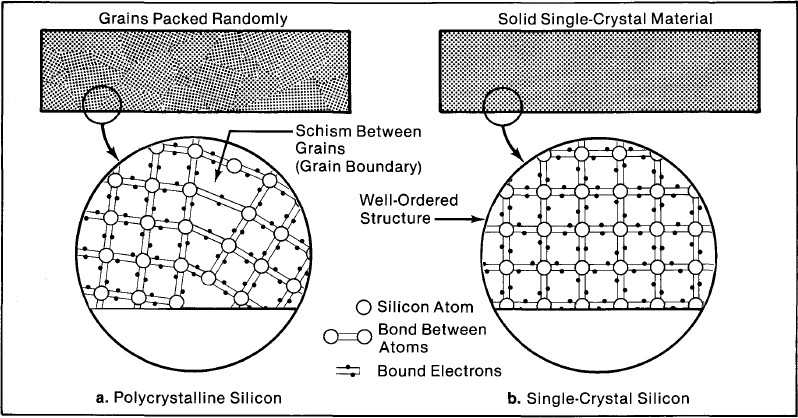 Grains Packed Randomly
Solid Single-Crystal Material
Schism Between
Grains
(Grain Boundary)
Well-Ordered
Structure
Silicon Atom
Bond Between
Atoms
Bound Electrons
a. Polycrystalline Silicon
b. Single-Crystal Silicon